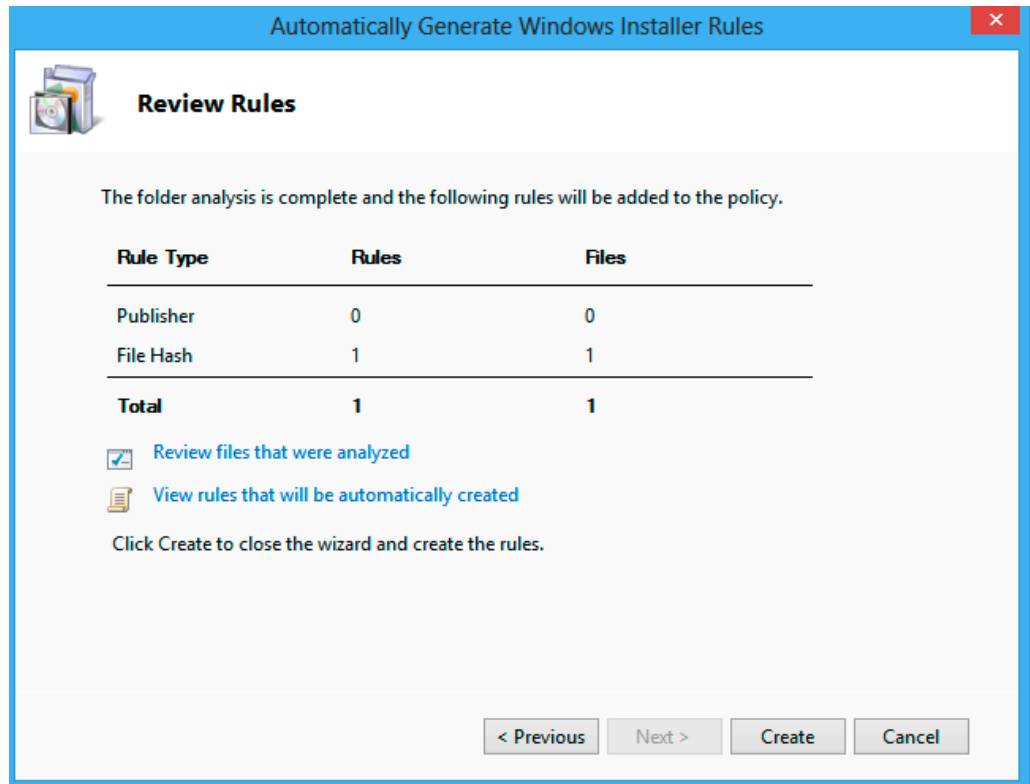 Automatically Generate Windows Installer Rules
Review Rules
The folder analysis is complete and the following rules will be added to the policy.
Rule Type Rules Files
Publisher 0 0
File Hash 1 1
Total 1 1
Review files that were analyzed
View rules that will be automatically created
Click Create to close the wizard and create the rules.
< Previous Next > Create Cancel